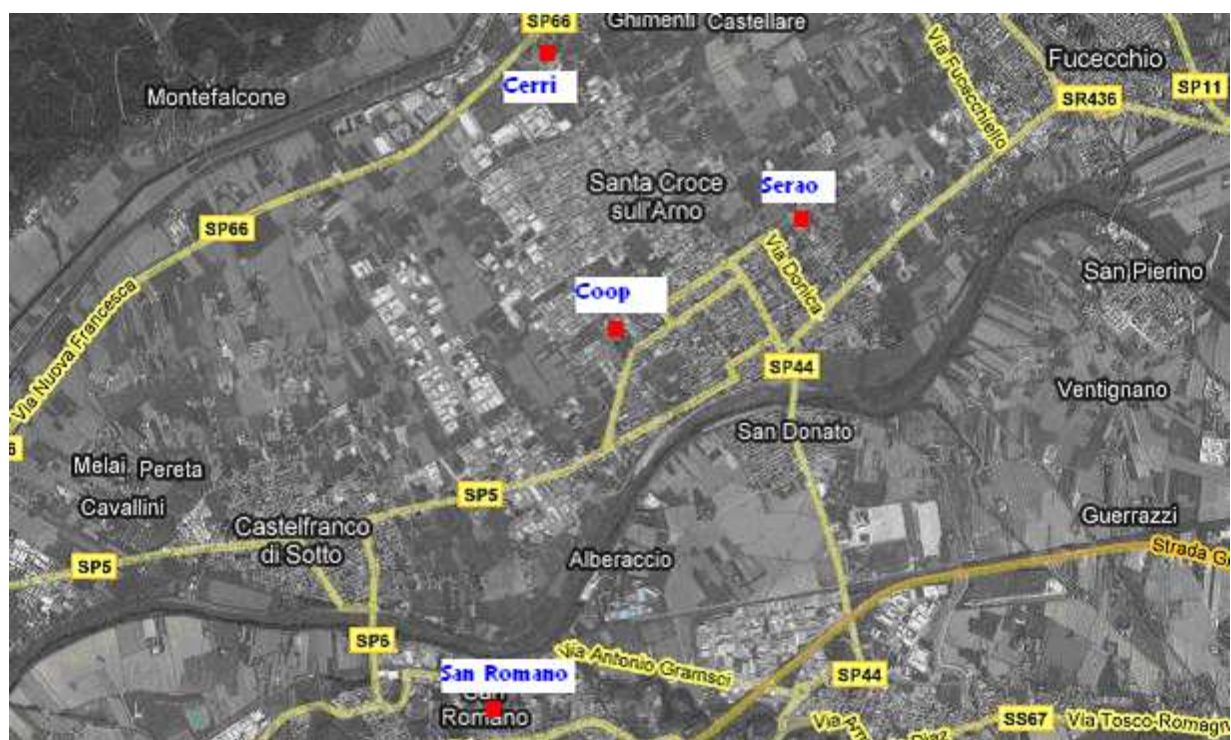 SP66
Ghimenti Castellare
Cerri
Montefalcone
Via Fucecchiello
Fucecchio
SP11
SR436
Santa Croce
sull'Arno
Serao
SP66
Via Donica
San Pierino
Coop
Via Nuova Francesca
SP44
Ventignano
San Donato
Melai Pereta
Cavallini
SP5
Castelfranco
di Sotto
Guerrazzi
SP5
Alberaccio
SP6
Via Antonio Gramsci
San Romano
Romano
SP44
SS67
Via Tosco-Romagn